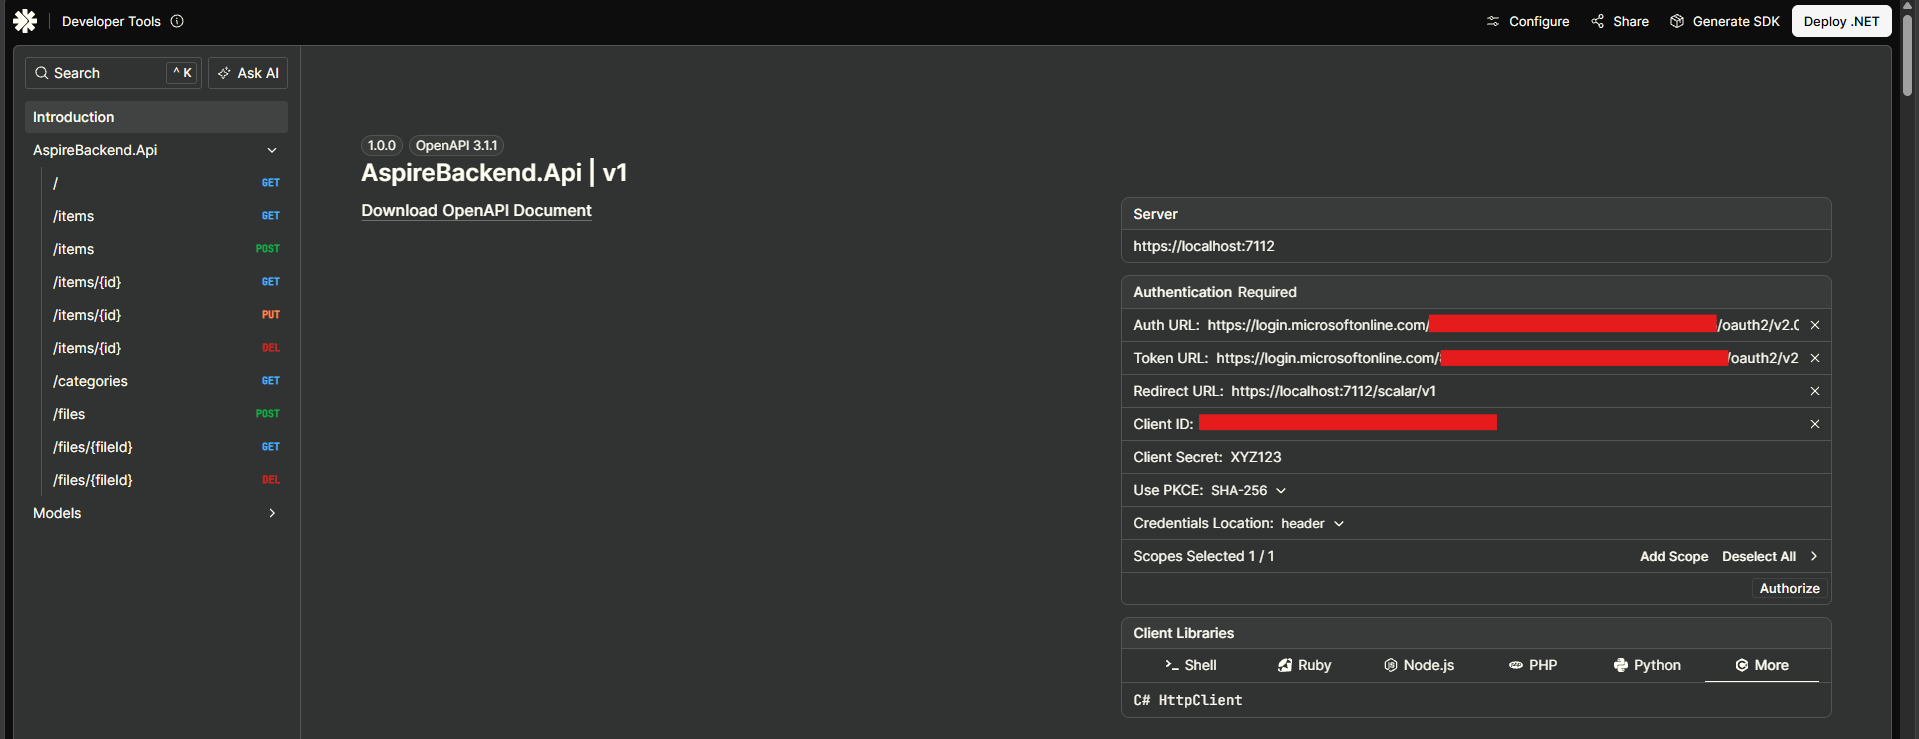 Developer Tools
Configure Share Generate SDK Deploy .NET
Search ^ K Ask AI
Introduction
AspireBackend.Api
/ GET
/items GET
/items POST
/items/{id} GET
/items/{id} PUT
/items/{id} DEL
/categories GET
/files POST
/files/{fileId} GET
/files/{fileId} DEL
Models
1.0.0 OpenAPI 3.1.1
AspireBackend.Api | v1
Download OpenAPI Document
Server
https://localhost:7112
Authentication Required
Auth URL: https://login.microsoftonline.com/ /oauth2/v2.0
Token URL: https://login.microsoftonline.com/ /oauth2/v2
Redirect URL: https://localhost:7112/scalar/v1
Client ID:
Client Secret: XYZ123
Use PKCE: SHA-256
Credentials Location: header
Scopes Selected 1 / 1 Add Scope Deselect All
Authorize
Client Libraries
Shell Ruby Node.js PHP Python More
C# HttpClient